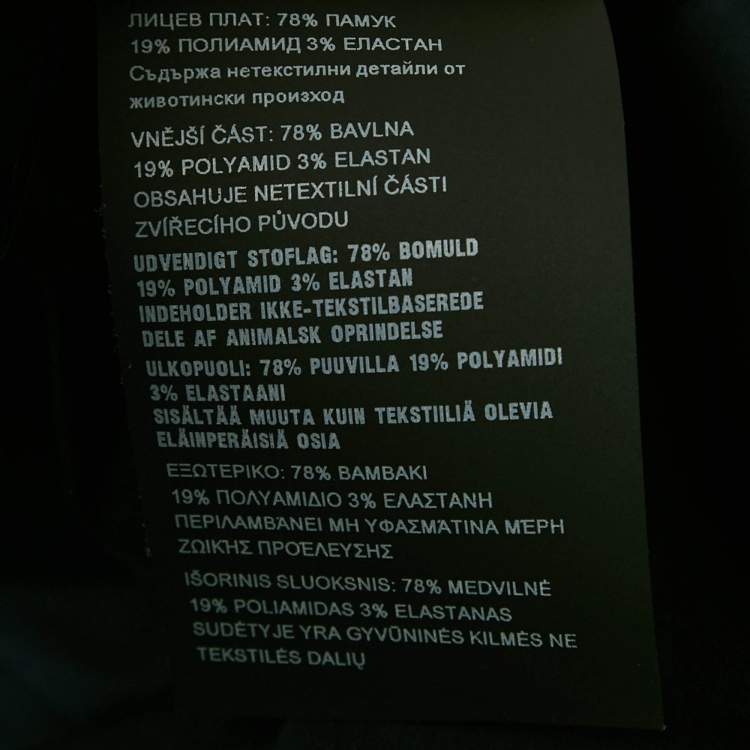 ЛИЦЕВ ПЛАТ: 78% ПАМУК
19% ПОЛИАМИД 3% ЕЛАСТАН
Съдържа нетекстилни детайли от
животински произход
VNĚJŠÍ ČÁST: 78% BAVLNA
19% POLYAMID 3% ELASTAN
OBSAHUJE NETEXTILNÍ ČÁSTI
ZVÍŘECÍHO PŮVODU
UDVENDIGT STOFLAG: 78% BOMULD
19% POLYAMID 3% ELASTAN
INDEHOLDER IKKE-TEKSTILBASEREDE
DELE AF ANIMALSK OPRINDELSE
ULKOPUOLI: 78% PUUVILLA 19% POLYAMIDI
3% ELASTAANI
SISÄLTÄÄ MUUTA KUIN TEKSTIILIÄ OLEVIA
ELÄINPERÄISIÄ OSIA
ΕΞΩΤΕΡΙΚΟ: 78% ΒΑΜΒΑΚΙ
19% ΠΟΛΥΑΜΙΔΙΟ 3% ΕΛΑΣΤΑΝΗ
ΠΕΡΙΛΑΜΒΆΝΕΙ ΜΗ ΥΦΑΣΜΆΤΙΝΑ ΜΈΡΗ
ΖΩΙΚΉΣ ΠΡΟΈΛΕΥΣΗΣ
IŠORINIS SLUOKSNIS: 78% MEDVILNĖ
19% POLIAMIDAS 3% ELASTANAS
SUDĖTYJE YRA GYVŪNINĖS KILMĖS NE
TEKSTILĖS DALIŲ